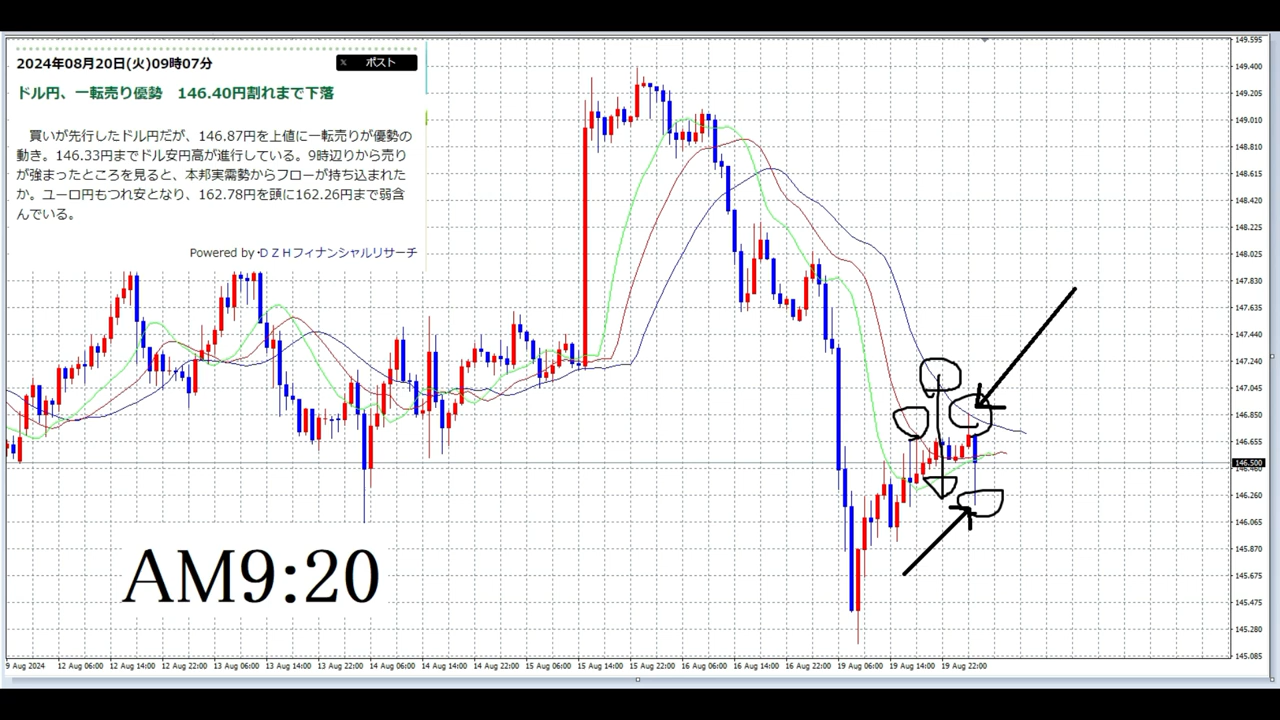 2024年08月20日(火)09時07分
X ポスト
ドル円、一転売り優勢 146.40円割れまで下落
買いが先行したドル円だが、146.87円を上値に一転売りが優勢の
動き。146.33円までドル安円高が進行している。9時辺りから売り
が強まったところを見ると、本邦実需勢からフローが持ち込まれた
か。ユーロ円もつれ安となり、162.78円を頭に162.26円まで弱含
んでいる。
Powered by・ＤＺＨフィナンシャルリサーチ
149.595
149.400
149.205
149.010
148.810
148.615
148.420
148.225
148.025
147.830
147.635
147.440
147.240
147.045
146.850
146.655
146.500
146.460
146.260
146.065
145.870
145.675
145.475
145.280
145.085
AM9:20
9 Aug 2024
12 Aug 06:00
12 Aug 14:00
12 Aug 22:00
13 Aug 06:00
13 Aug 14:00
13 Aug 22:00
14 Aug 06:00
14 Aug 14:00
14 Aug 22:00
15 Aug 06:00
15 Aug 14:00
15 Aug 22:00
16 Aug 06:00
16 Aug 14:00
16 Aug 22:00
19 Aug 06:00
19 Aug 14:00
19 Aug 22:00